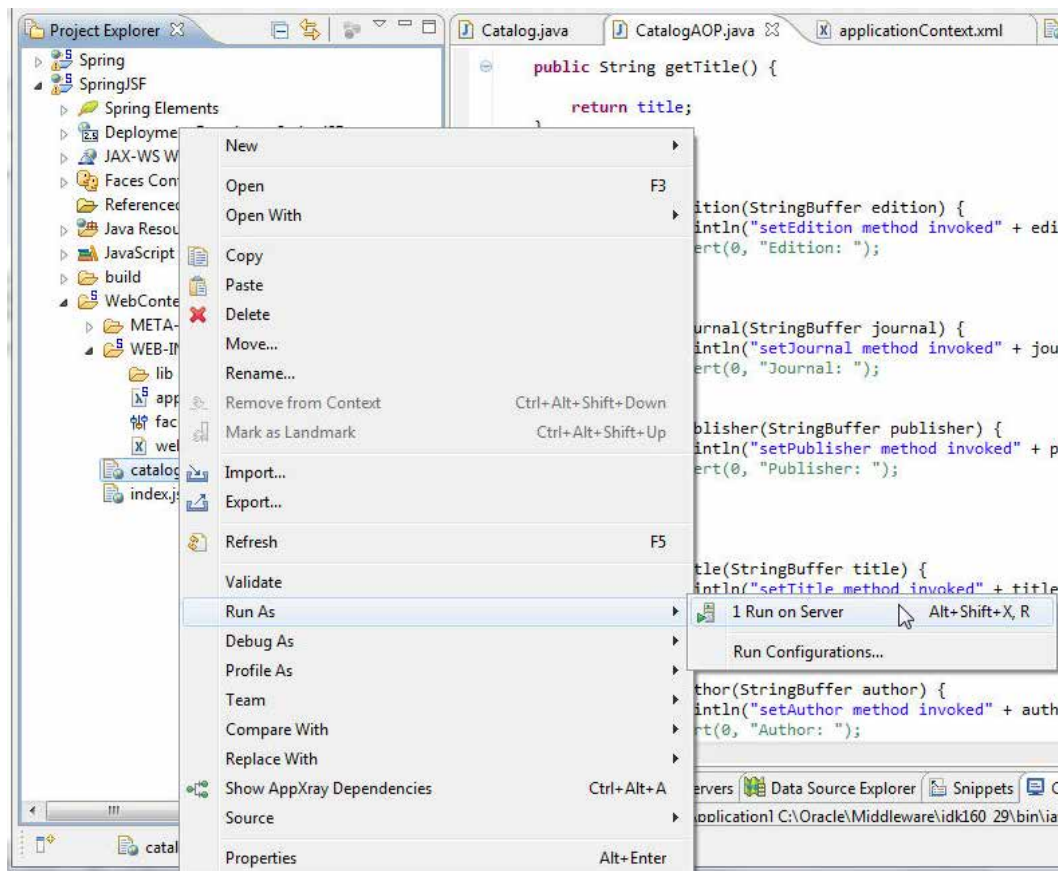 Project Explorer
Catalog.java
CatalogAOP.java
applicationContext.xml
Spring
SpringJSF
Spring Elements
JAX-WS W
Faces Con
Referenced
Java Resou
JavaScript
build
WebConte
META-
WEB-IN
lib
app
fac
catalog
index.js
public String getTitle() {
return title;
}
ition(StringBuffer edition) {
intln("setEdition method invoked" + edi
ert(0, "Edition: ");
urnal(StringBuffer journal) {
intln("setJournal method invoked" + jou
ert(0, "Journal: ");
blisher(StringBuffer publisher) {
intln("setPublisher method invoked" + p
ert(0, "Publisher: ");
tle(StringBuffer title) {
intln("setTitle method invoked" + title
thor(StringBuffer author) {
intln("setAuthor method invoked" + auth
rt(0, "Author: ");
New
Open F3
Open With
Copy
Paste
Delete
Move...
Rename...
Remove from Context Ctrl+Alt+Shift+Down
Mark as Landmark Ctrl+Alt+Shift+Up
Import...
Export...
Refresh F5
Validate
Run As
Debug As
Profile As
Team
Compare With
Replace With
Show AppXray Dependencies Ctrl+Alt+A
Source
Properties Alt+Enter
1 Run on Server Alt+Shift+X, R
Run Configurations...
ervers
Data Source Explorer
Snippets
catal